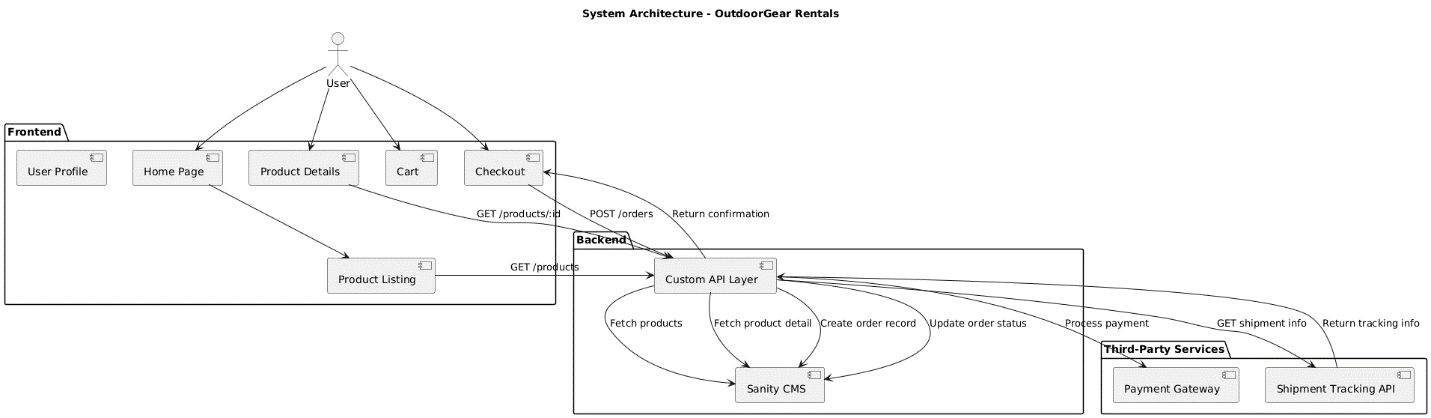 System Architecture - OutdoorGear Rentals
User
Frontend
User Profile
Home Page
Product Details
Cart
Checkout
GET /products/:id
POST /orders
Return confirmation
Backend
Product Listing
GET /products
Custom API Layer
Fetch products
Fetch product detail
Create order record
Update order status
Process payment
GET shipment info
Return tracking info
Third-Party Services
Sanity CMS
Payment Gateway
Shipment Tracking API